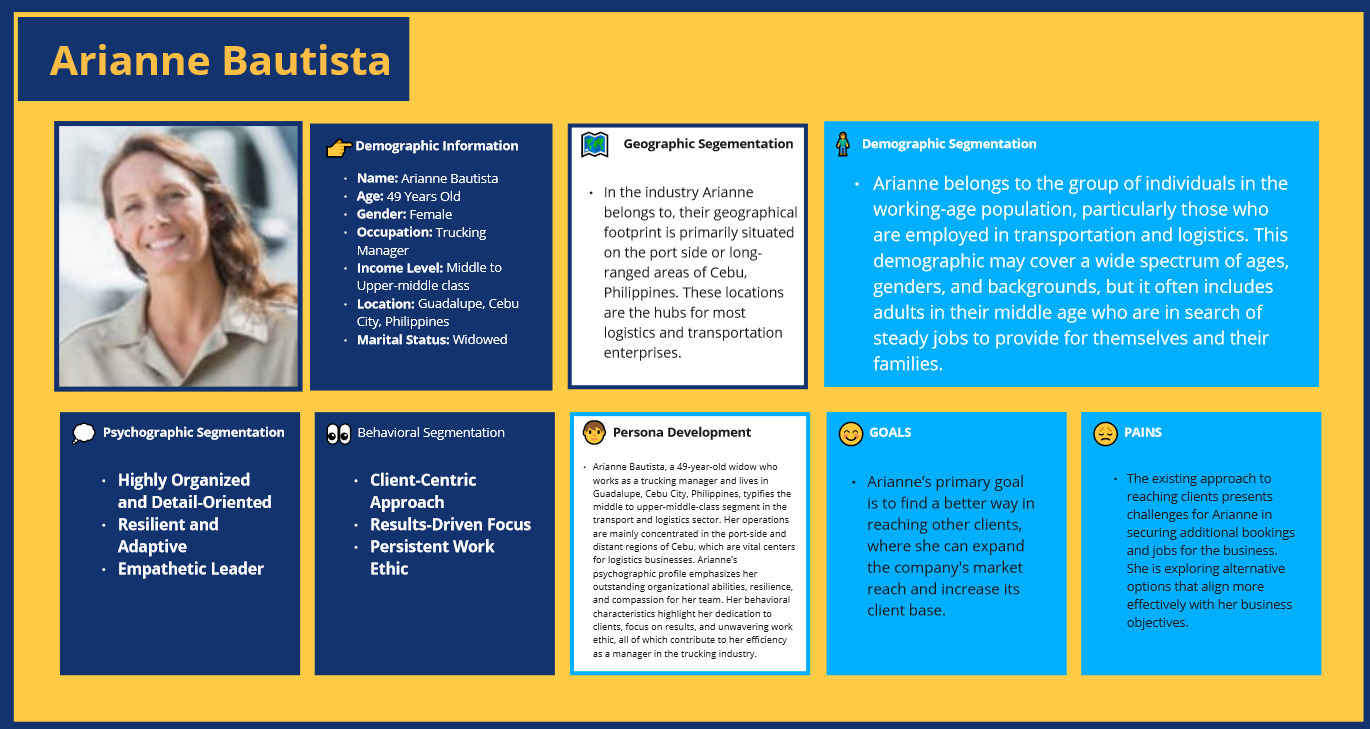 Arianne Bautista
Demographic Information
• Name: Arianne Bautista
• Age: 49 Years Old
• Gender: Female
• Occupation: Trucking
Manager
• Income Level: Middle to
Upper-middle class
• Location: Guadalupe, Cebu
City, Philippines
• Marital Status: Widowed
Geographic Segementation
• In the industry Arianne
belongs to, their geographical
footprint is primarily situated
on the port side or long-
ranged areas of Cebu,
Philippines. These locations
are the hubs for most
logistics and transportation
enterprises.
Demographic Segmentation
• Arianne belongs to the group of individuals in the
working-age population, particularly those who
are employed in transportation and logistics. This
demographic may cover a wide spectrum of ages,
genders, and backgrounds, but it often includes
adults in their middle age who are in search of
steady jobs to provide for themselves and their
families.
Psychographic Segmentation
• Highly Organized
and Detail-Oriented
• Resilient and
Adaptive
• Empathetic Leader
Behavioral Segmentation
• Client-Centric
Approach
• Results-Driven Focus
• Persistent Work
Ethic
Persona Development
• Arianne Bautista, a 49-year-old widow who
works as a trucking manager and lives in
Guadalupe, Cebu City, Philippines, typifies the
middle to upper-middle-class segment in the
transport and logistics sector. Her operations
are mainly concentrated in the port-side and
distant regions of Cebu, which are vital centers
for logistics businesses. Arianne's
psychographic profile emphasizes her
outstanding organizational abilities, resilience,
and compassion for her team. Her behavioral
characteristics highlight her dedication to
clients, focus on results, and unwavering work
ethic, all of which contribute to her efficiency
as a manager in the trucking industry.
GOALS
• Arianne's primary goal
is to find a better way in
reaching other clients,
where she can expand
the company's market
reach and increase its
client base.
PAINS
• The existing approach to
reaching clients presents
challenges for Arianne in
securing additional bookings
and jobs for the business.
She is exploring alternative
options that align more
effectively with her business
objectives.